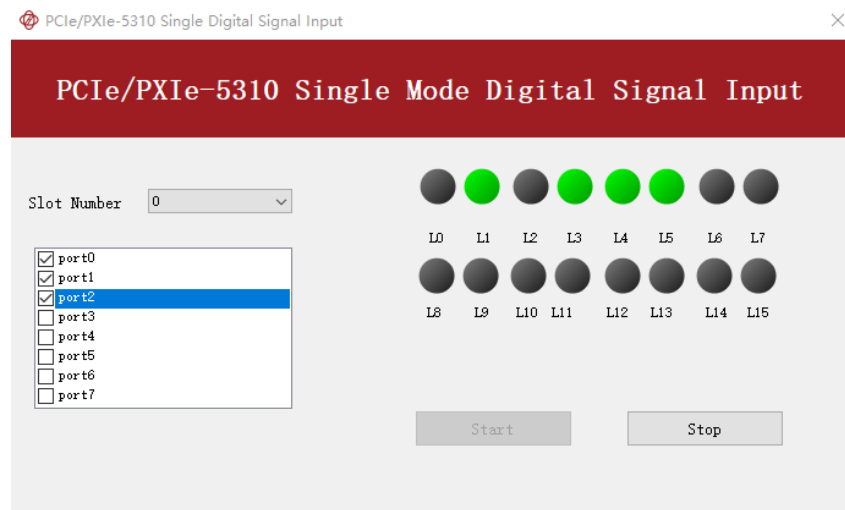 PCIe/PXIe-5310 Single Digital Signal Input
PCIe/PXIe-5310 Single Mode Digital Signal Input
Slot Number 0
port0
port1
port2
port3
port4
port5
port6
port7
L0 L1 L2 L3 L4 L5 L6 L7
L8 L9 L10 L11 L12 L13 L14 L15
Start Stop